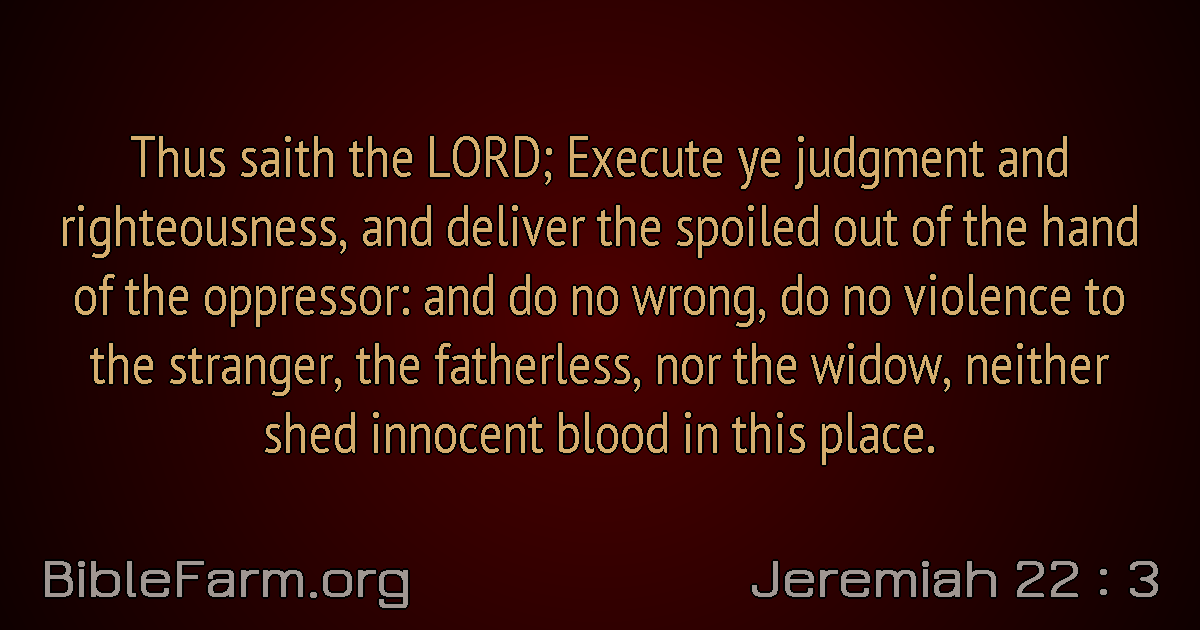 Thus saith the LORD; Execute ye judgment and
righteousness, and deliver the spoiled out of the hand
of the oppressor: and do no wrong, do no violence to
the stranger, the fatherless, nor the widow, neither
shed innocent blood in this place.
BibleFarm.org
Jeremiah 22 : 3